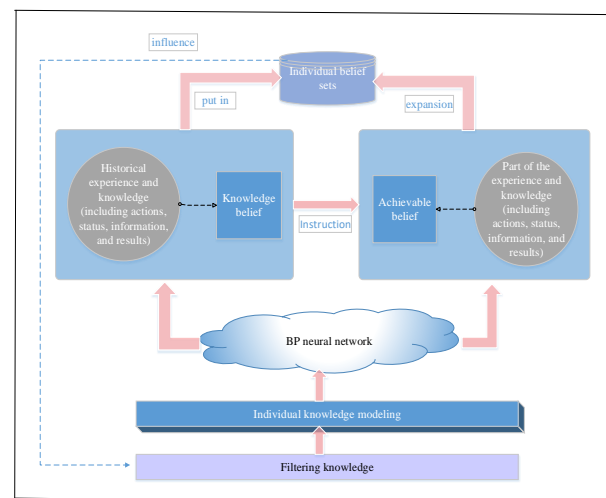 influence
Individual belief
sets
put in
expansion
Historical
experience and
knowledge
(including actions,
status, information,
and results)
Knowledge
belief
Instruction
Achievable
belief
Part of the
experience and
knowledge
(including
actions, status,
information, and
results)
BP neural network
Individual knowledge modeling
Filtering knowledge